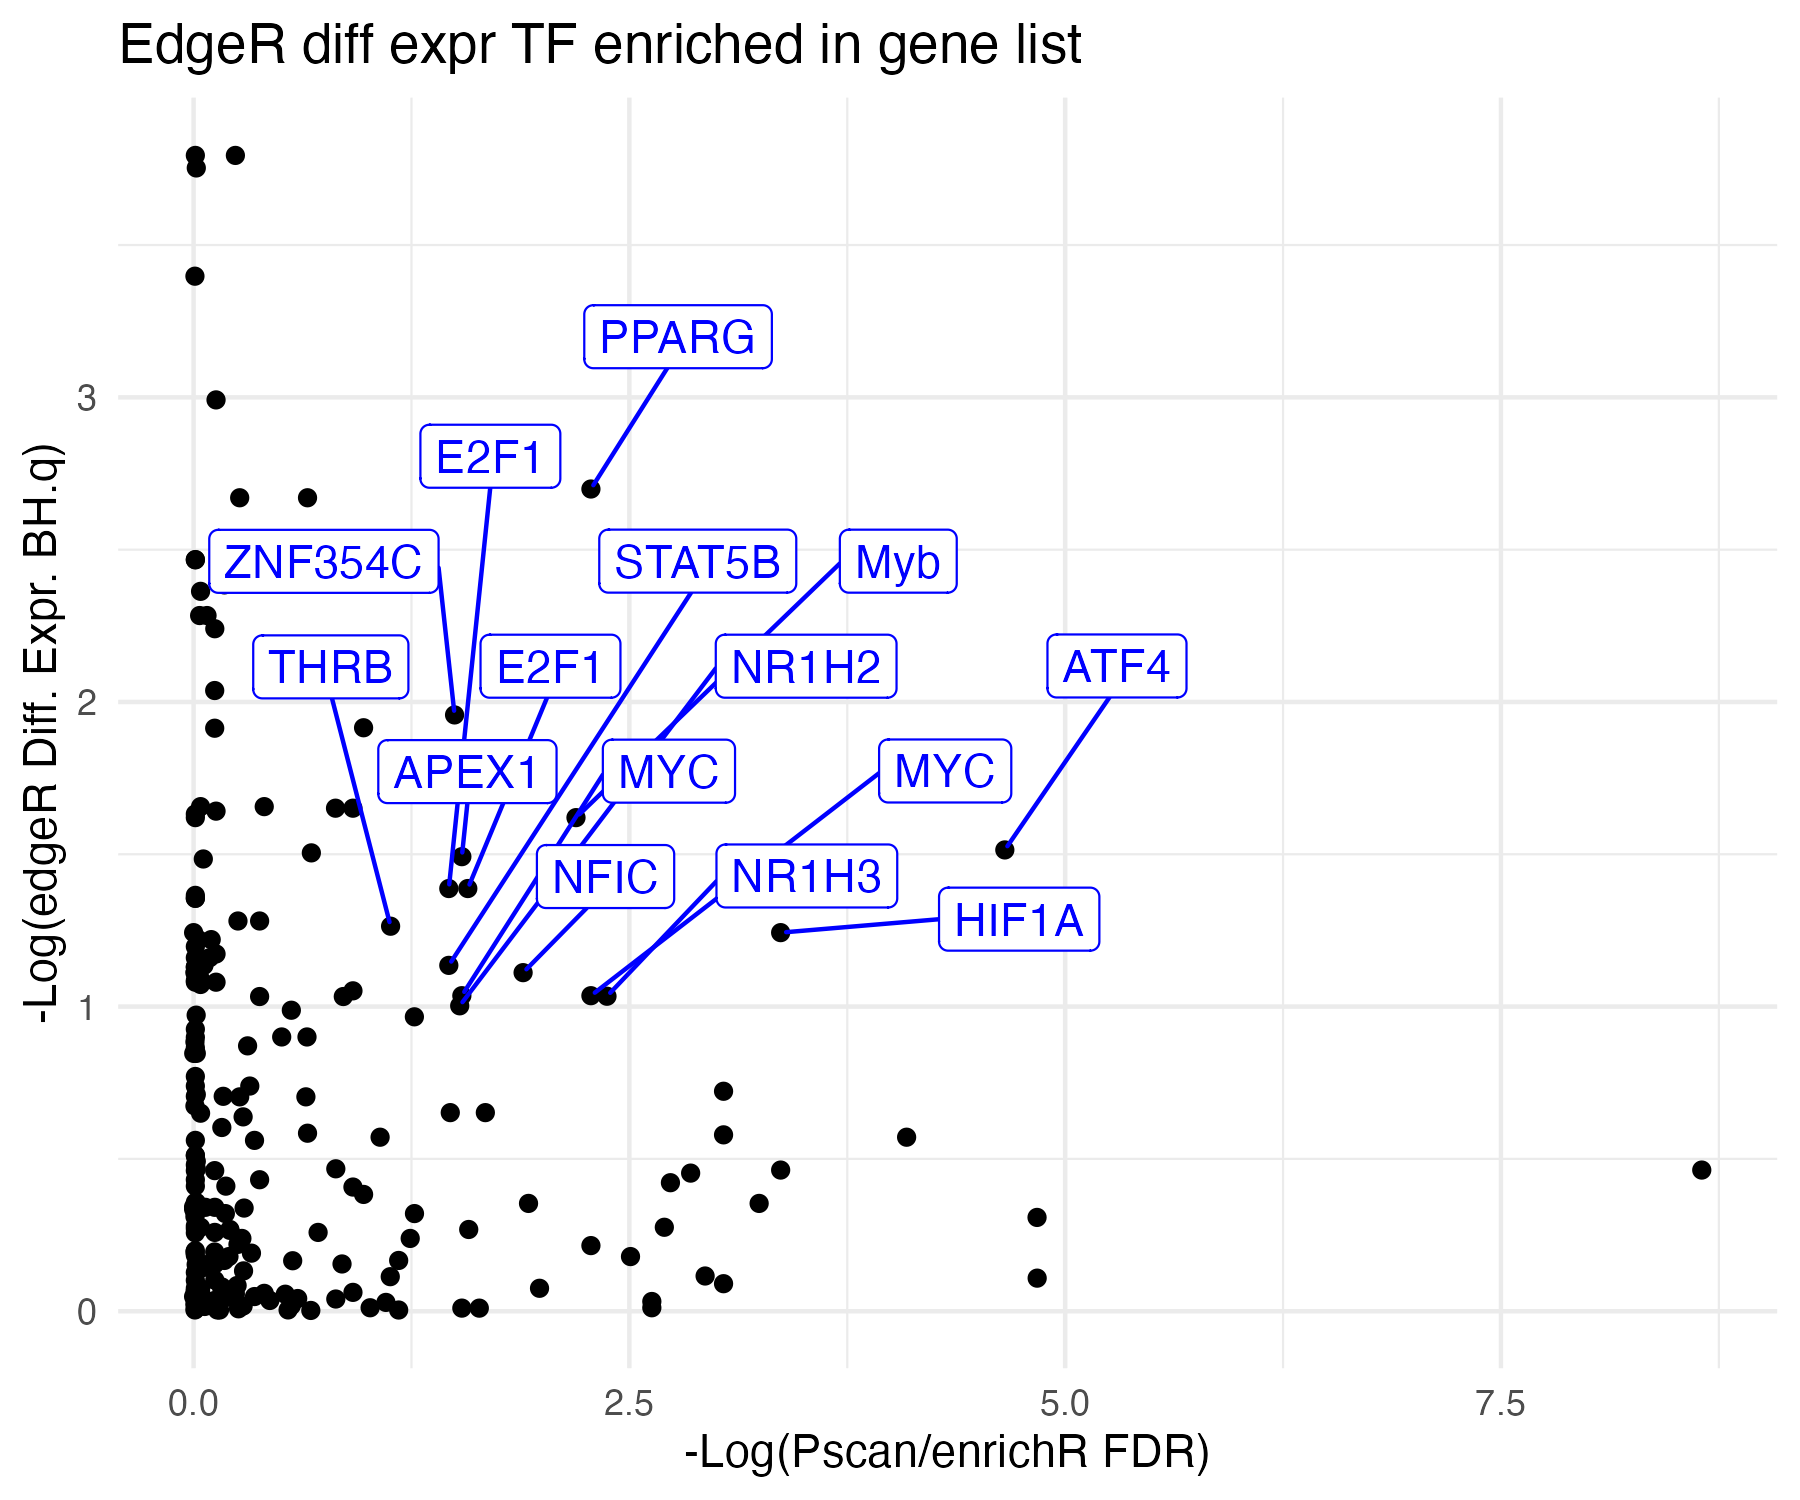 EdgeR diff expr TF enriched in gene list
-Log(edgeR Diff. Expr. BH.q)
3
2
1
0
PPARG
E2F1
ZNF354C
STAT5B
Myb
THRB
E2F1
NR1H2
ATF4
APEX1
MYC
MYC
NFIC
NR1H3
HIF1A
0.0
2.5
5.0
7.5
-Log(Pscan/enrichR FDR)